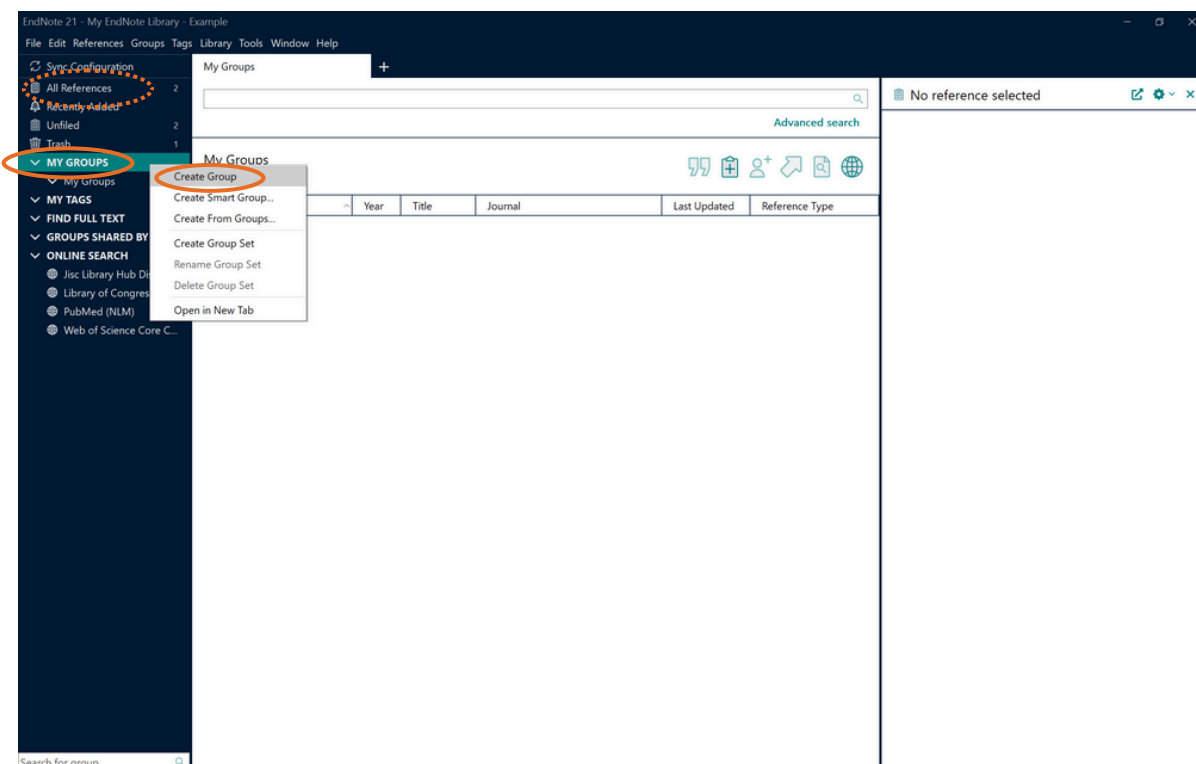 EndNote 21 - My EndNote Library - Example
File Edit References Groups Tags Library Tools Window Help
Sync Configuration
All References 2
Recently Added
Unfiled 2
Trash 1
MY GROUPS
My Groups
MY TAGS
FIND FULL TEXT
GROUPS SHARED BY
ONLINE SEARCH
Jisc Library Hub
Library of
PubMed (NLM)
Web of Science Core C...
Search for group
My Groups +
Advanced search
My Groups
Year Title Journal Last Updated Reference Type
Create Group
Create Smart Group...
Create From Groups...
Create Group Set
Rename Group Set
Delete Group Set
Open in New Tab
No reference selected